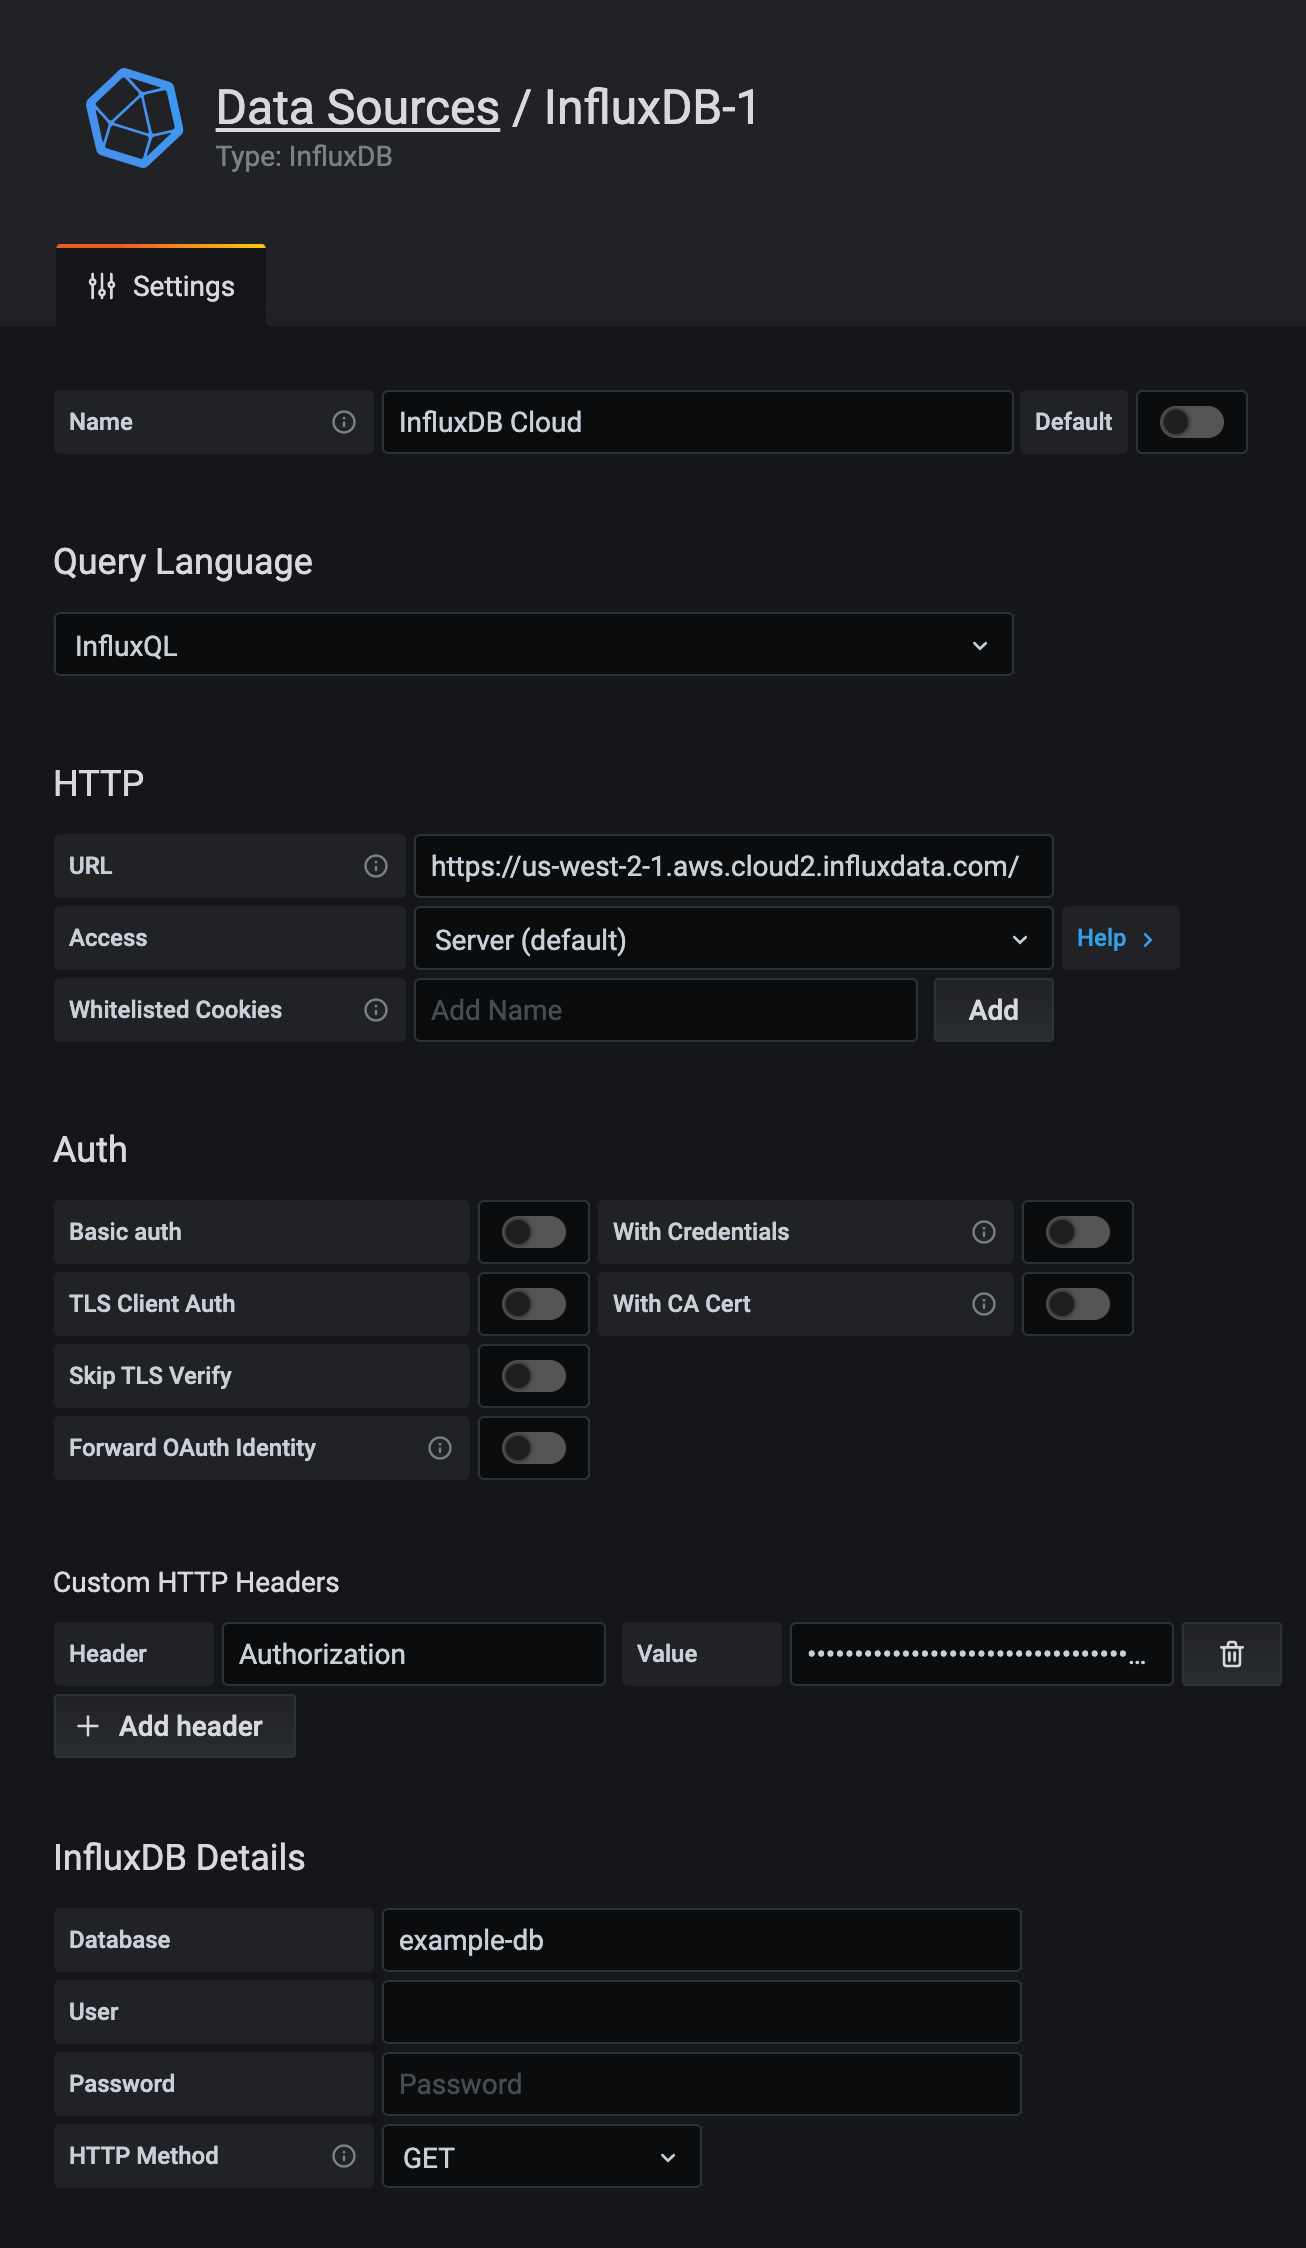 Data Sources / InfluxDB-1
Type: InfluxDB
Settings
Name InfluxDB Cloud Default
Query Language
InfluxQL
HTTP
URL https://us-west-2-1.aws.cloud2.influxdata.com/
Access Server (default) Help
Whitelisted Cookies Add Name Add
Auth
Basic auth With Credentials
TLS Client Auth With CA Cert
Skip TLS Verify
Forward OAuth Identity
Custom HTTP Headers
Header Authorization Value ••••••••••••••••••••••••••••••••••...
+ Add header
InfluxDB Details
Database example-db
User
Password Password
HTTP Method GET